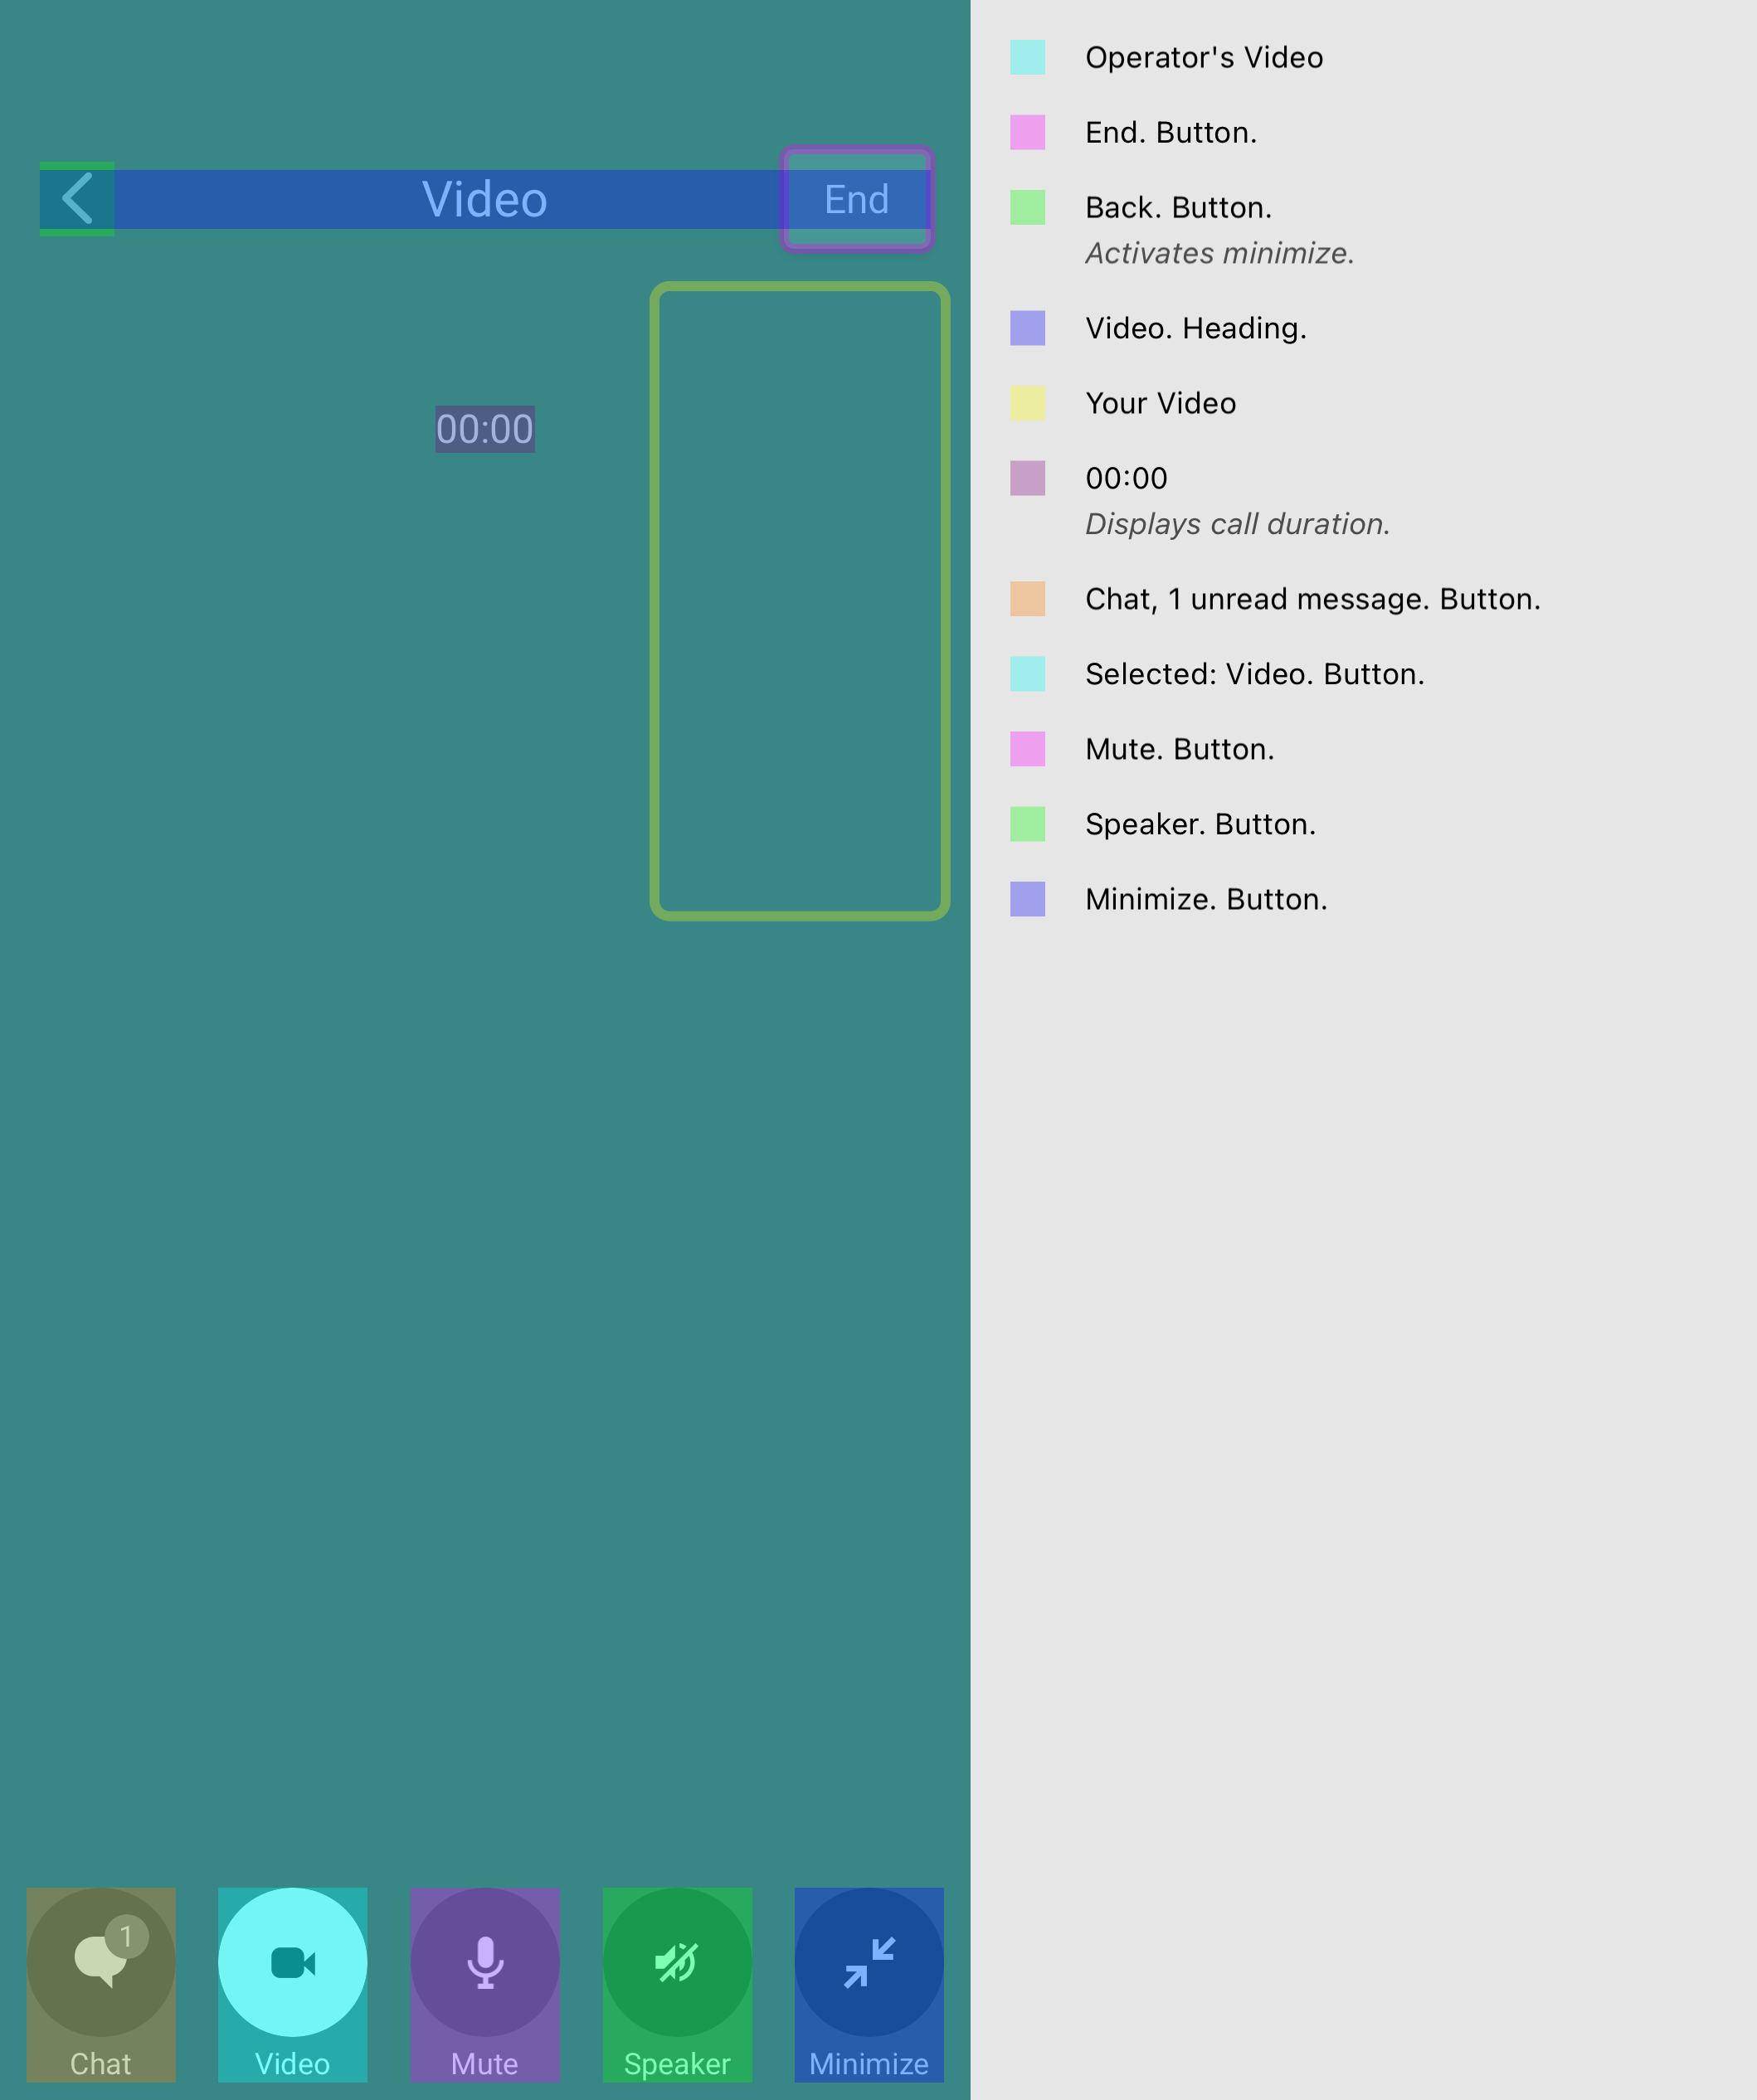 Video
End
00:00
1
Chat
Video
Mute
Speaker
Minimize
Operator's Video
End. Button.
Back. Button.
Activates minimize.
Video. Heading.
Your Video
00:00
Displays call duration.
Chat, 1 unread message. Button.
Selected: Video. Button.
Mute. Button.
Speaker. Button.
Minimize. Button.